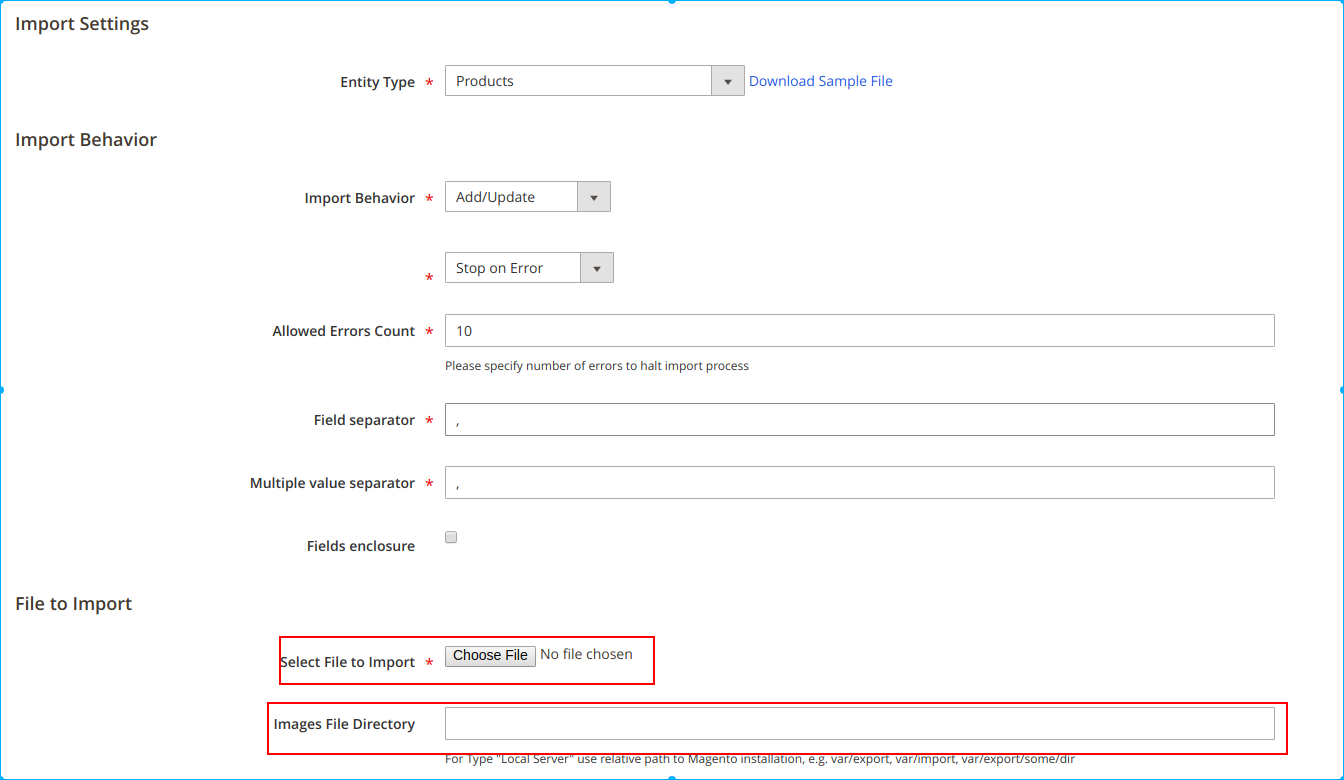 Import Settings
Entity Type * Products Download Sample File
Import Behavior
Import Behavior * Add/Update
* Stop on Error
Allowed Errors Count * 10
Please specify number of errors to halt import process
Field separator * ,
Multiple value separator * ,
Fields enclosure
File to Import
Select File to Import * Choose File No file chosen
Images File Directory
For Type "Local Server" use relative path to Magento installation, e.g. var/export, var/import, var/export/some/dir